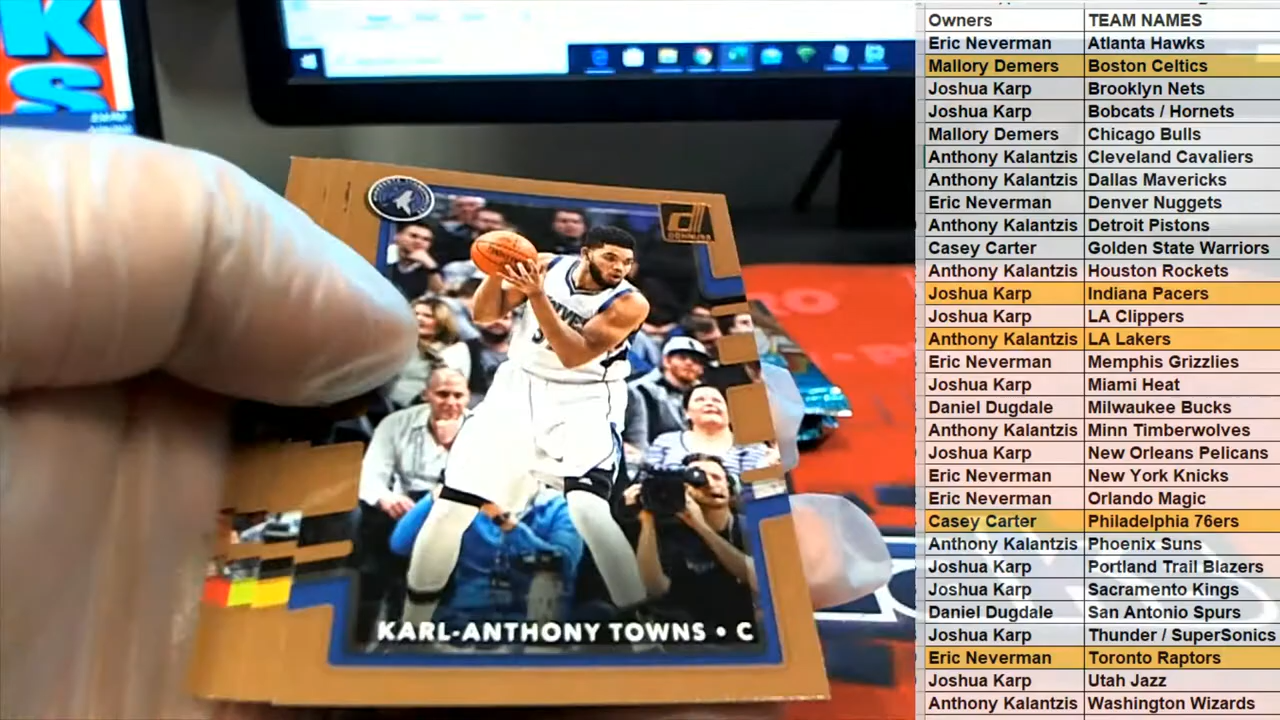 KS
KARL-ANTHONY TOWNS • C
DONRUSS
Owners TEAM NAMES
Eric Neverman Atlanta Hawks
Mallory Demers Boston Celtics
Joshua Karp Brooklyn Nets
Joshua Karp Bobcats / Hornets
Mallory Demers Chicago Bulls
Anthony Kalantzis Cleveland Cavaliers
Anthony Kalantzis Dallas Mavericks
Eric Neverman Denver Nuggets
Anthony Kalantzis Detroit Pistons
Casey Carter Golden State Warriors
Anthony Kalantzis Houston Rockets
Joshua Karp Indiana Pacers
Joshua Karp LA Clippers
Anthony Kalantzis LA Lakers
Eric Neverman Memphis Grizzlies
Joshua Karp Miami Heat
Daniel Dugdale Milwaukee Bucks
Anthony Kalantzis Minn Timberwolves
Joshua Karp New Orleans Pelicans
Eric Neverman New York Knicks
Eric Neverman Orlando Magic
Casey Carter Philadelphia 76ers
Anthony Kalantzis Phoenix Suns
Joshua Karp Portland Trail Blazers
Joshua Karp Sacramento Kings
Daniel Dugdale San Antonio Spurs
Joshua Karp Thunder / SuperSonics
Eric Neverman Toronto Raptors
Joshua Karp Utah Jazz
Anthony Kalantzis Washington Wizards